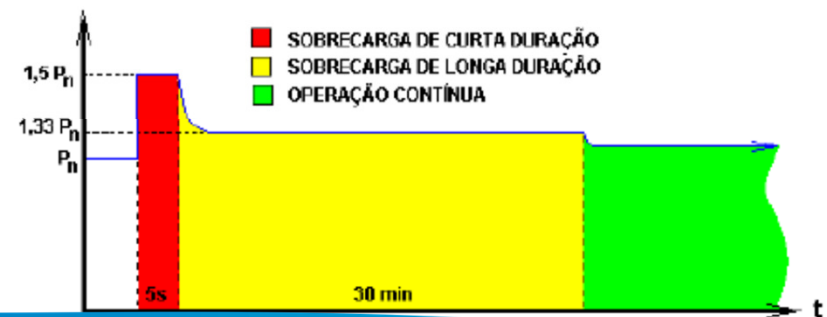 SOBRECARGA DE CURTA DURAÇÃO
SOBRECARGA DE LONGA DURAÇÃO
OPERAÇÃO CONTÍNUA
1,5 Pn
1,33 Pn
Pn
5s
30 min
t